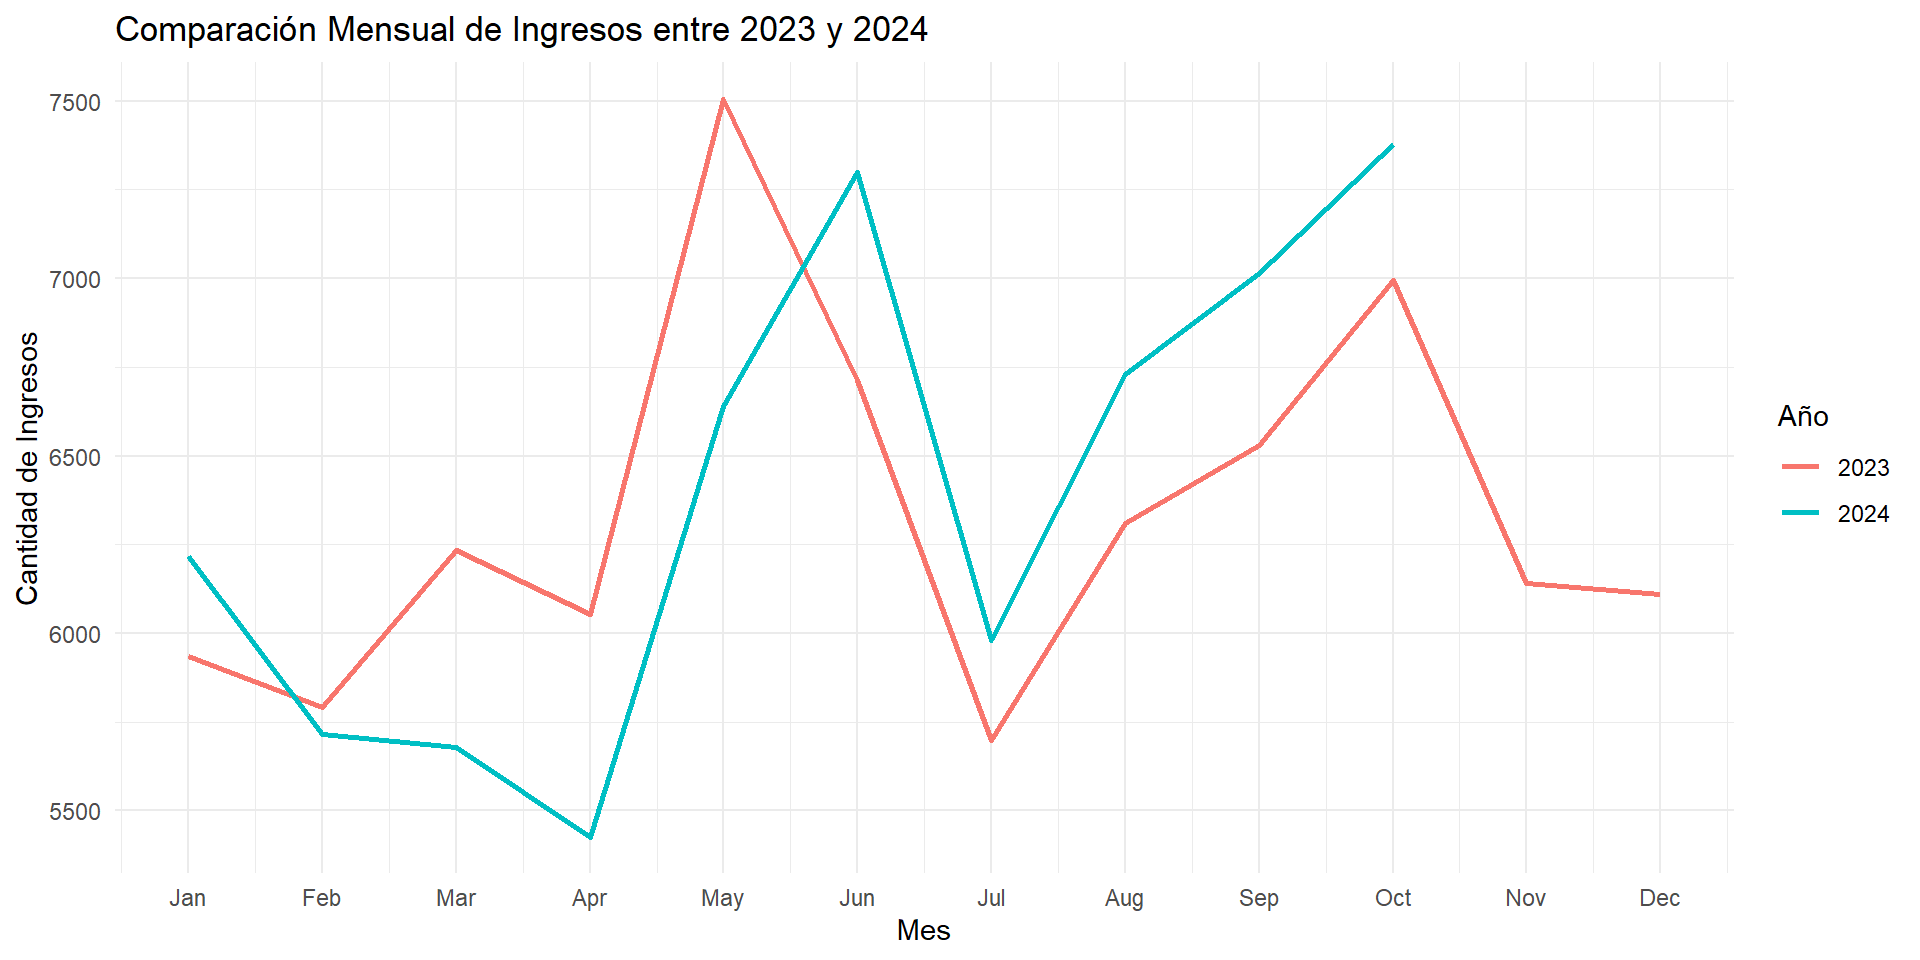 Comparación Mensual de Ingresos entre 2023 y 2024
Cantidad de Ingresos
7500
7000
6500
6000
5500
Jan Feb Mar Apr May Jun Jul Aug Sep Oct Nov Dec
Mes
Año
2023
2024